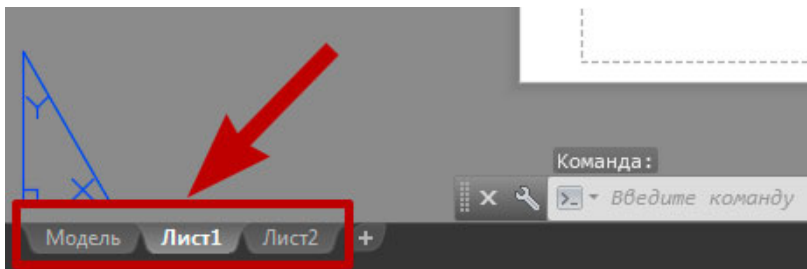 Y
X
Команда:
>_ Введите команду
Модель Лист1 Лист2 +